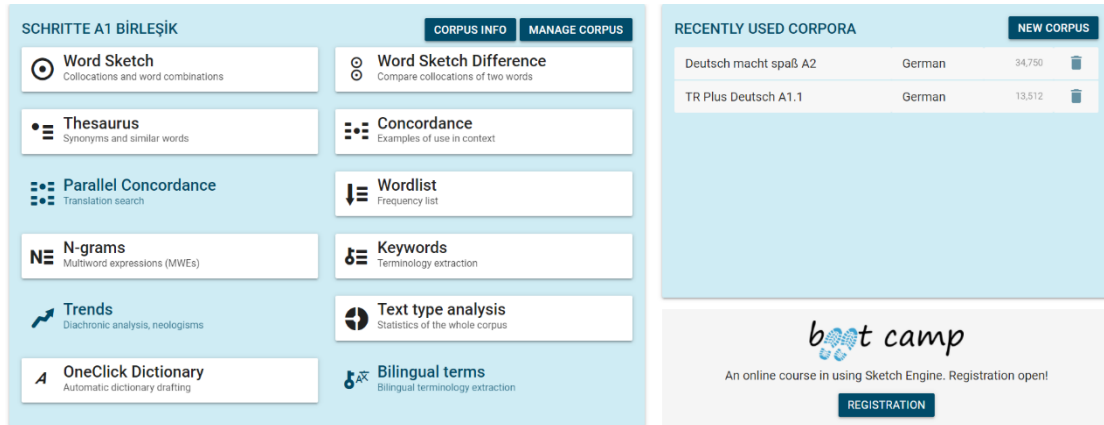 SCHRITTE A1 BİRLEŞİK
CORPUS INFO
MANAGE CORPUS
Word Sketch
Collocations and word combinations
Word Sketch Difference
Compare collocations of two words
Thesaurus
Synonyms and similar words
Concordance
Examples of use in context
Parallel Concordance
Translation search
Wordlist
Frequency list
N-grams
Multiword expressions (MWEs)
Keywords
Terminology extraction
Trends
Diachronic analysis, neologisms
Text type analysis
Statistics of the whole corpus
OneClick Dictionary
Automatic dictionary drafting
Bilingual terms
Bilingual terminology extraction
RECENTLY USED CORPORA
NEW CORPUS
Deutsch macht spaß A2 German 34,750
TR Plus Deutsch A1.1 German 13,512
boot camp
An online course in using Sketch Engine. Registration open!
REGISTRATION